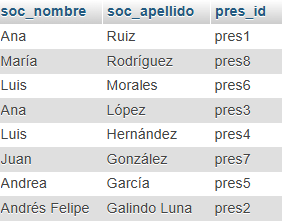 soc_nombre soc_apellido pres_id
Ana Ruiz pres1
María Rodríguez pres8
Luis Morales pres6
Ana López pres3
Luis Hernández pres4
Juan González pres7
Andrea García pres5
Andrés Felipe Galindo Luna pres2